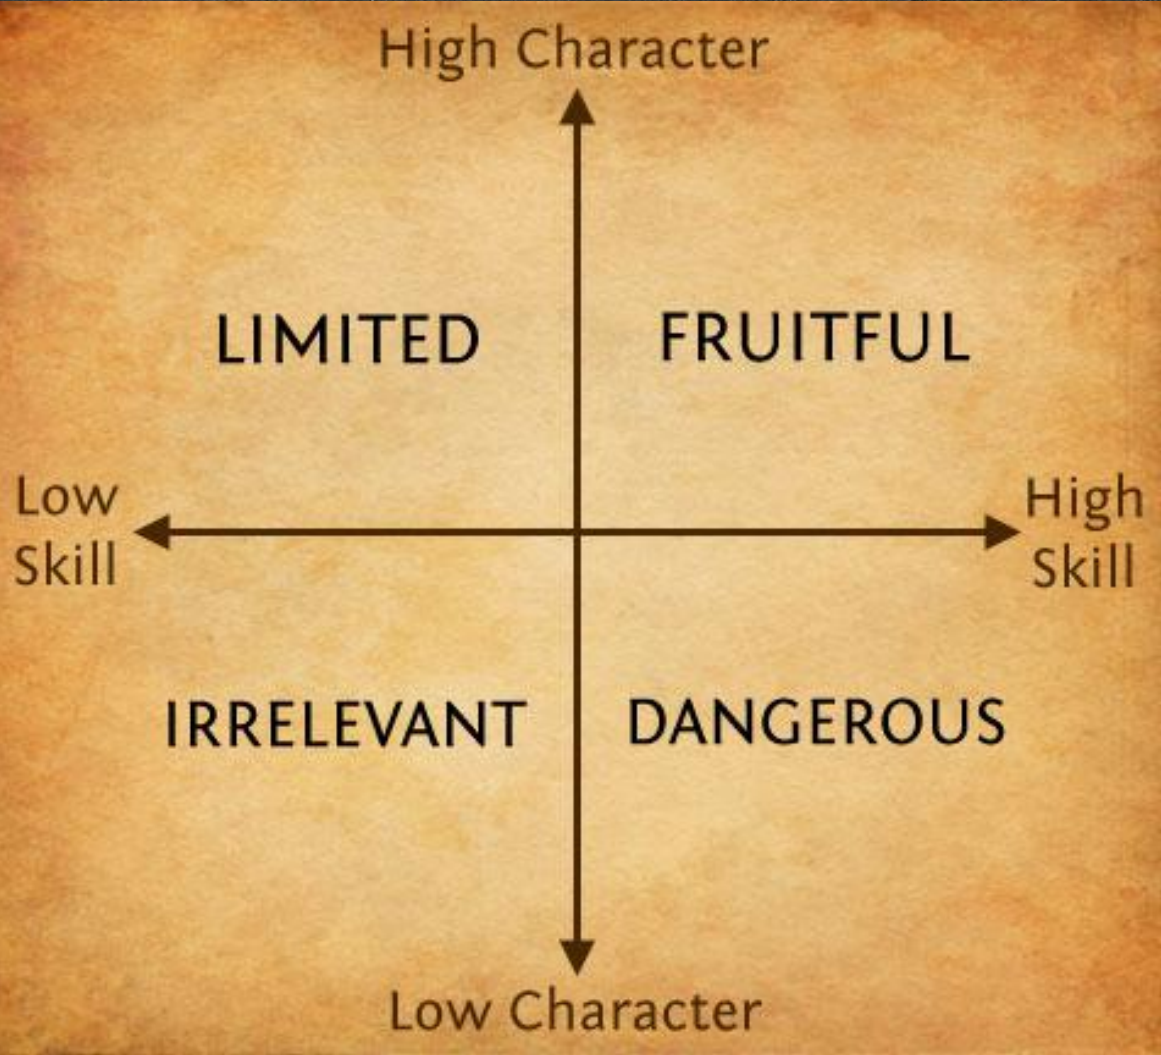 High Character
LIMITED
FRUITFUL
Low
Skill
High
Skill
IRRELEVANT
DANGEROUS
Low Character